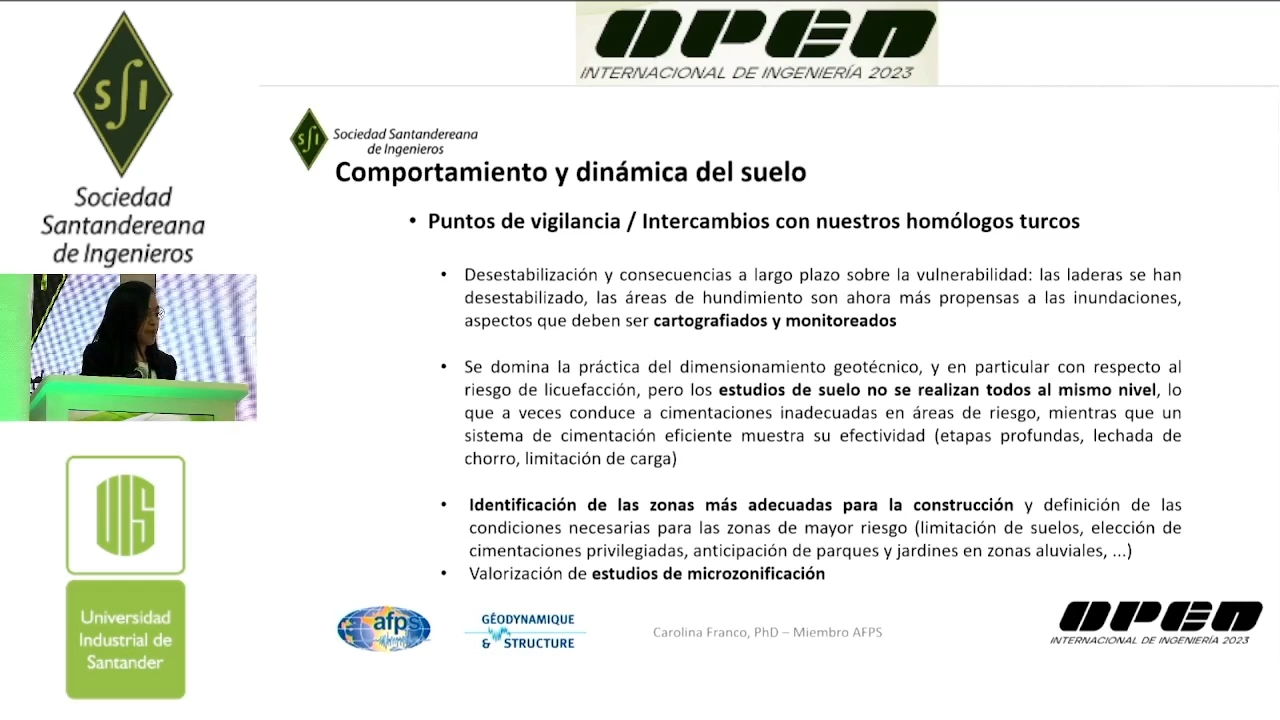 OPEN
INTERNACIONAL DE INGENIERÍA 2023
SSI
Sociedad
Santandereana
de Ingenieros
SSI
Sociedad Santandereana
de Ingenieros
Comportamiento y dinámica del suelo
• Puntos de vigilancia / Intercambios con nuestros homólogos turcos
• Desestabilización y consecuencias a largo plazo sobre la vulnerabilidad: las laderas se han
desestabilizado, las áreas de hundimiento son ahora más propensas a las inundaciones,
aspectos que deben ser cartografiados y monitoreados
• Se domina la práctica del dimensionamiento geotécnico, y en particular con respecto al
riesgo de licuefacción, pero los estudios de suelo no se realizan todos al mismo nivel, lo
que a veces conduce a cimentaciones inadecuadas en áreas de riesgo, mientras que un
sistema de cimentación eficiente muestra su efectividad (etapas profundas, lechada de
chorro, limitación de carga)
• Identificación de las zonas más adecuadas para la construcción y definición de las
condiciones necesarias para las zonas de mayor riesgo (limitación de suelos, elección de
cimentaciones privilegiadas, anticipación de parques y jardines en zonas aluviales, ...)
• Valorización de estudios de microzonificación
UIS
Universidad
Industrial de
Santander
afps
GÉODYNAMIQUE
& STRUCTURE
Carolina Franco, PhD – Miembro AFPS
OPEN
INTERNACIONAL DE INGENIERÍA 2023